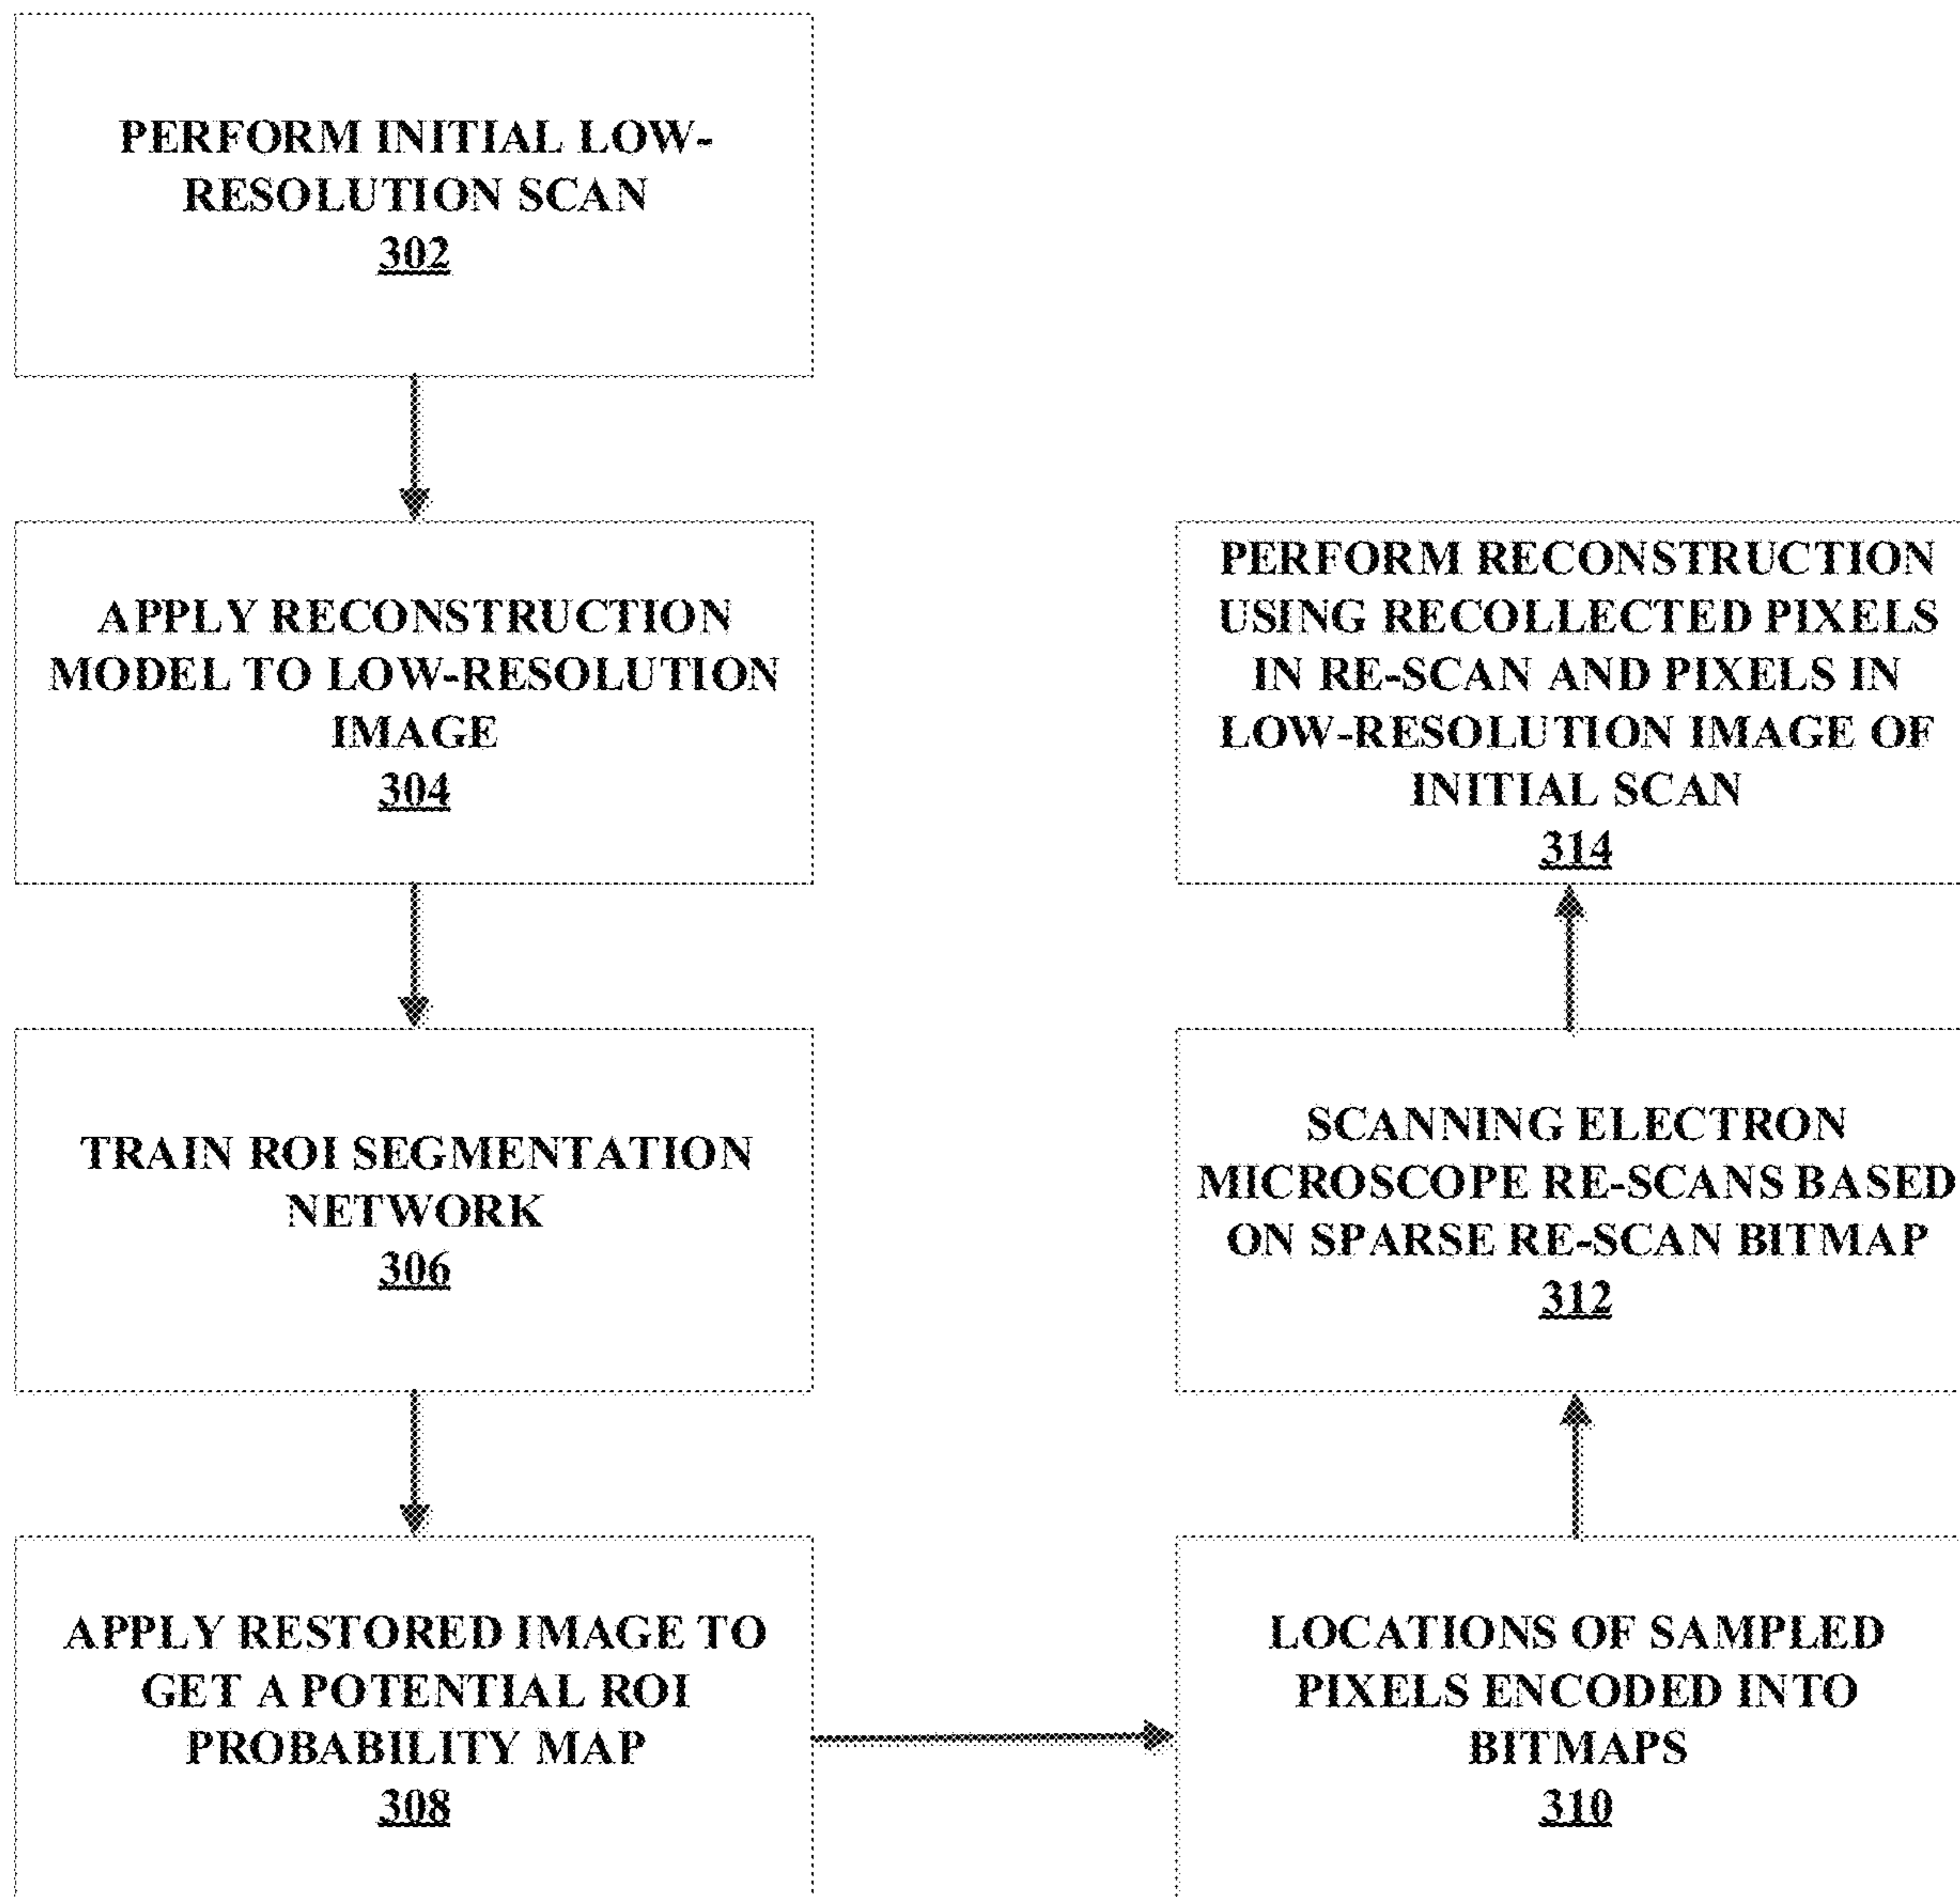 PERFORM INITIAL LOW-
RESOLUTION SCAN
302
APPLY RECONSTRUCTION
MODEL TO LOW-RESOLUTION
IMAGE
304
TRAIN ROI SEGMENTATION
NETWORK
306
APPLY RESTORED IMAGE TO
GET A POTENTIAL ROI
PROBABILITY MAP
308
LOCATIONS OF SAMPLED
PIXELS ENCODED INTO
BITMAPS
310
SCANNING ELECTRON
MICROSCOPE RE-SCANS BASED
ON SPARSE RE-SCAN BITMAP
312
PERFORM RECONSTRUCTION
USING RECOLLECTED PIXELS
IN RE-SCAN AND PIXELS IN
LOW-RESOLUTION IMAGE OF
INITIAL SCAN
314